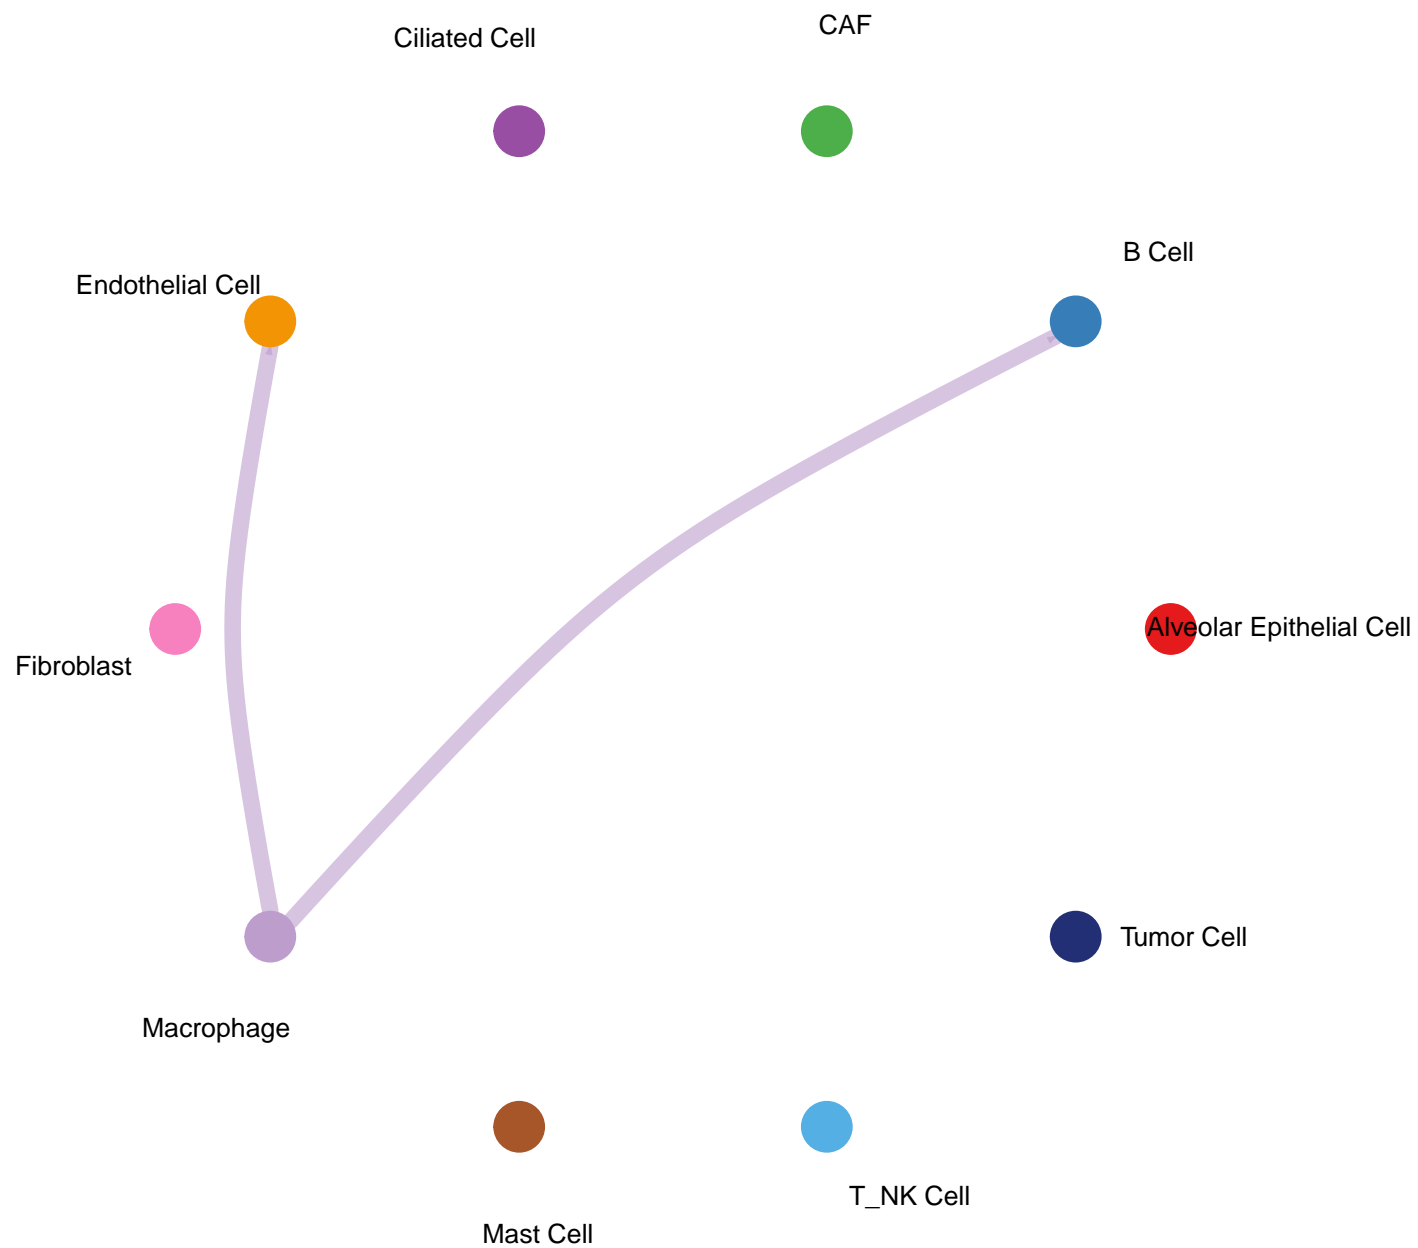 CAF
Ciliated Cell
B Cell
Endothelial Cell
Alveolar Epithelial Cell
Fibroblast
Tumor Cell
Macrophage
T_NK Cell
Mast Cell